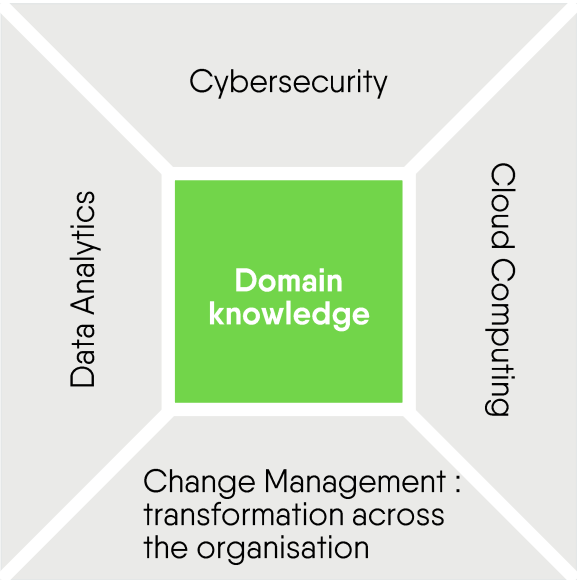 Cybersecurity
Data Analytics
Domain
knowledge
Cloud Computing
Change Management :
transformation across
the organisation